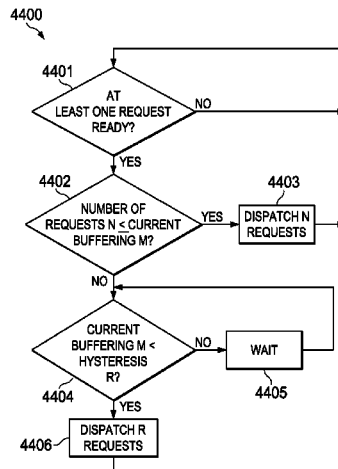 4400
4401
AT
LEAST ONE REQUEST
READY?
NO
YES
4402
NUMBER OF
REQUESTS N ≤ CURRENT
BUFFERING M?
YES
4403
DISPATCH N
REQUESTS
NO
CURRENT
BUFFERING M <
HYSTERESIS
R?
NO
WAIT
4404
4405
YES
4406
DISPATCH R
REQUESTS